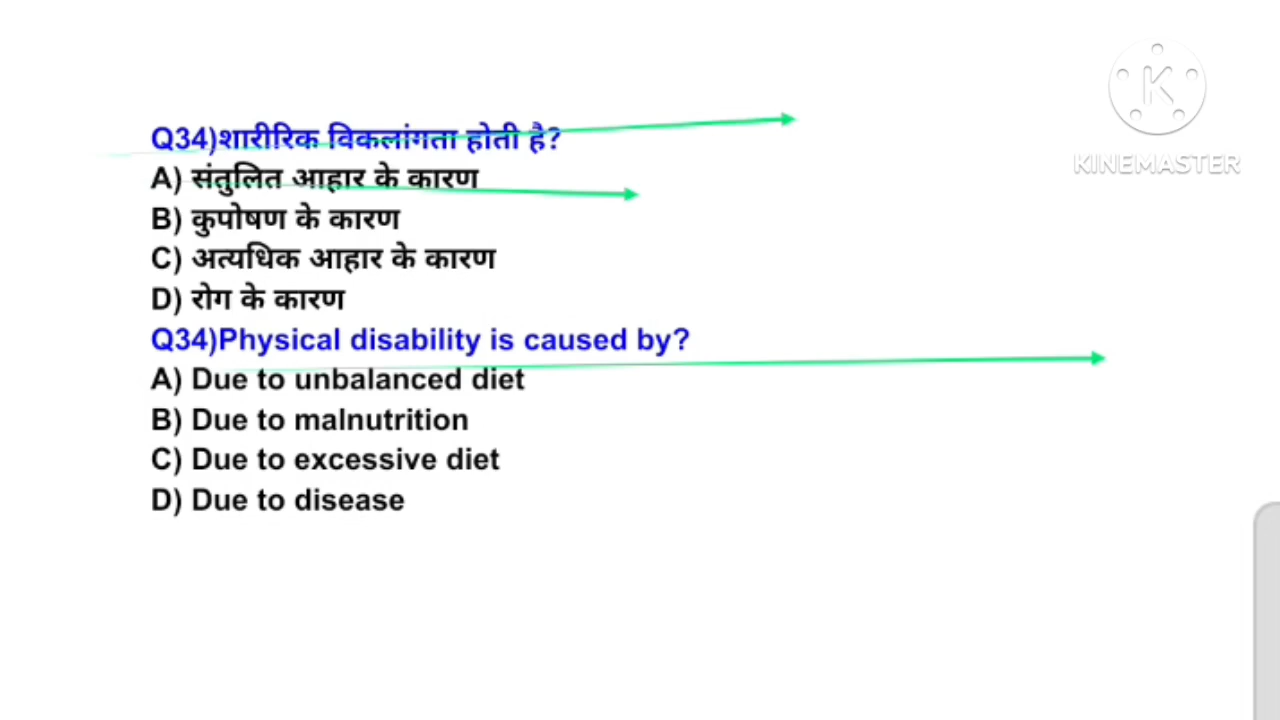 Q34)शारीरिक विकलांगता होती है?
A) संतुलित आहार के कारण
B) कुपोषण के कारण
C) अत्यधिक आहार के कारण
D) रोग के कारण
Q34)Physical disability is caused by?
A) Due to unbalanced diet
B) Due to malnutrition
C) Due to excessive diet
D) Due to disease
K
KINEMASTER